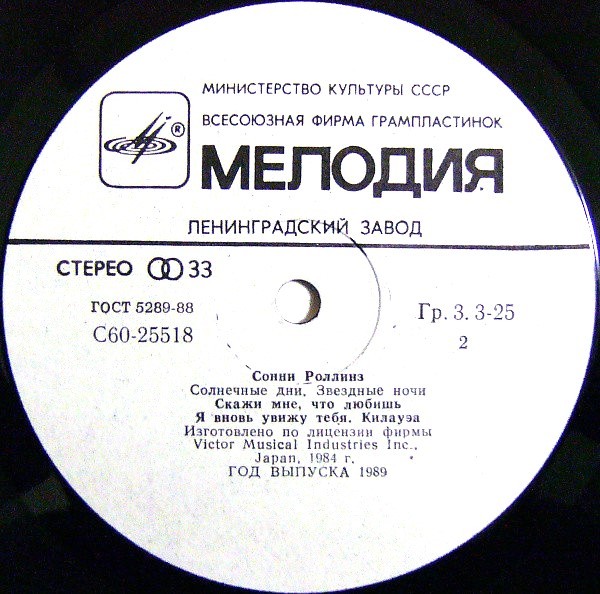 МИНИСТЕРСТВО КУЛЬТУРЫ СССР
ВСЕСОЮЗНАЯ ФИРМА ГРАМПЛАСТИНОК
®
МЕЛОДИЯ
ЛЕНИНГРАДСКИЙ ЗАВОД
СТЕРЕО 33
ГОСТ 5289-88
С60-25518
Гр. 3. 3-25
2
Сонни Роллинз
Солнечные дни, Звездные ночи
Скажи мне, что любишь
Я вновь увижу тебя, Килауэа
Изготовлено по лицензии фирмы
Victor Musical Industries Inc.,
Japan, 1984 г.
ГОД ВЫПУСКА 1989